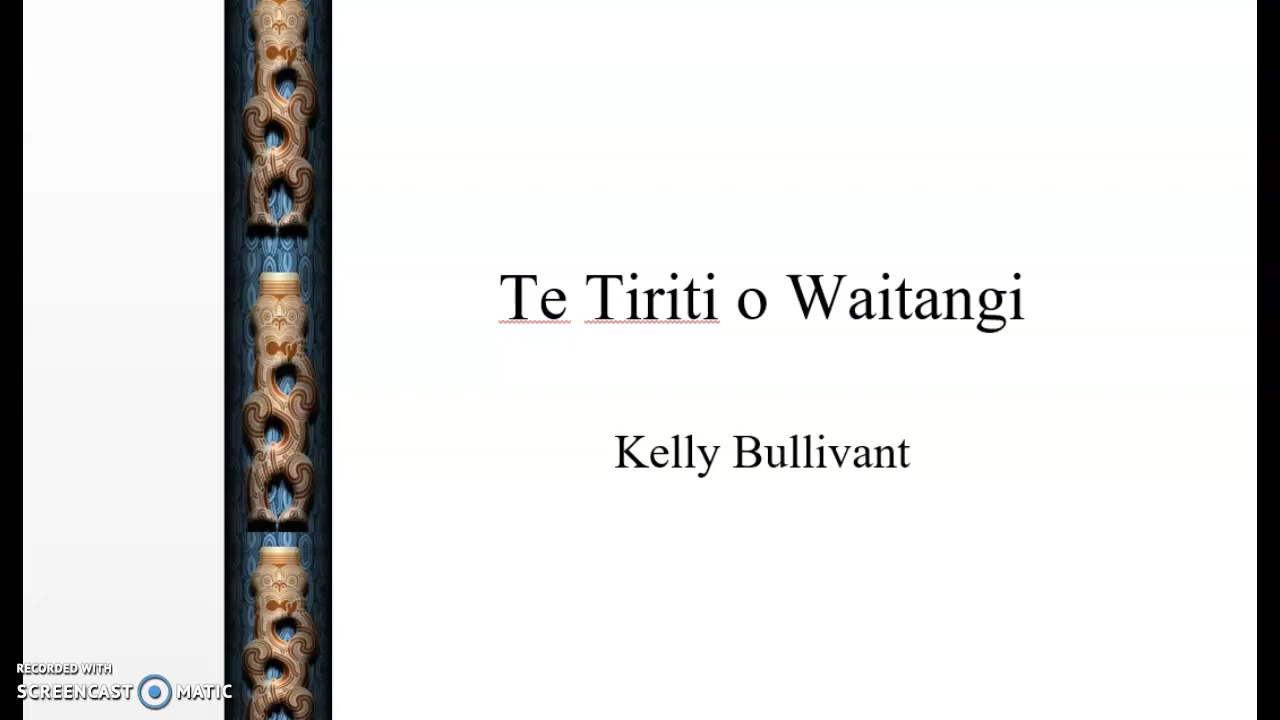 Te Tiriti o Waitangi
Kelly Bullivant
RECORDED WITH
SCREENCAST MATIC